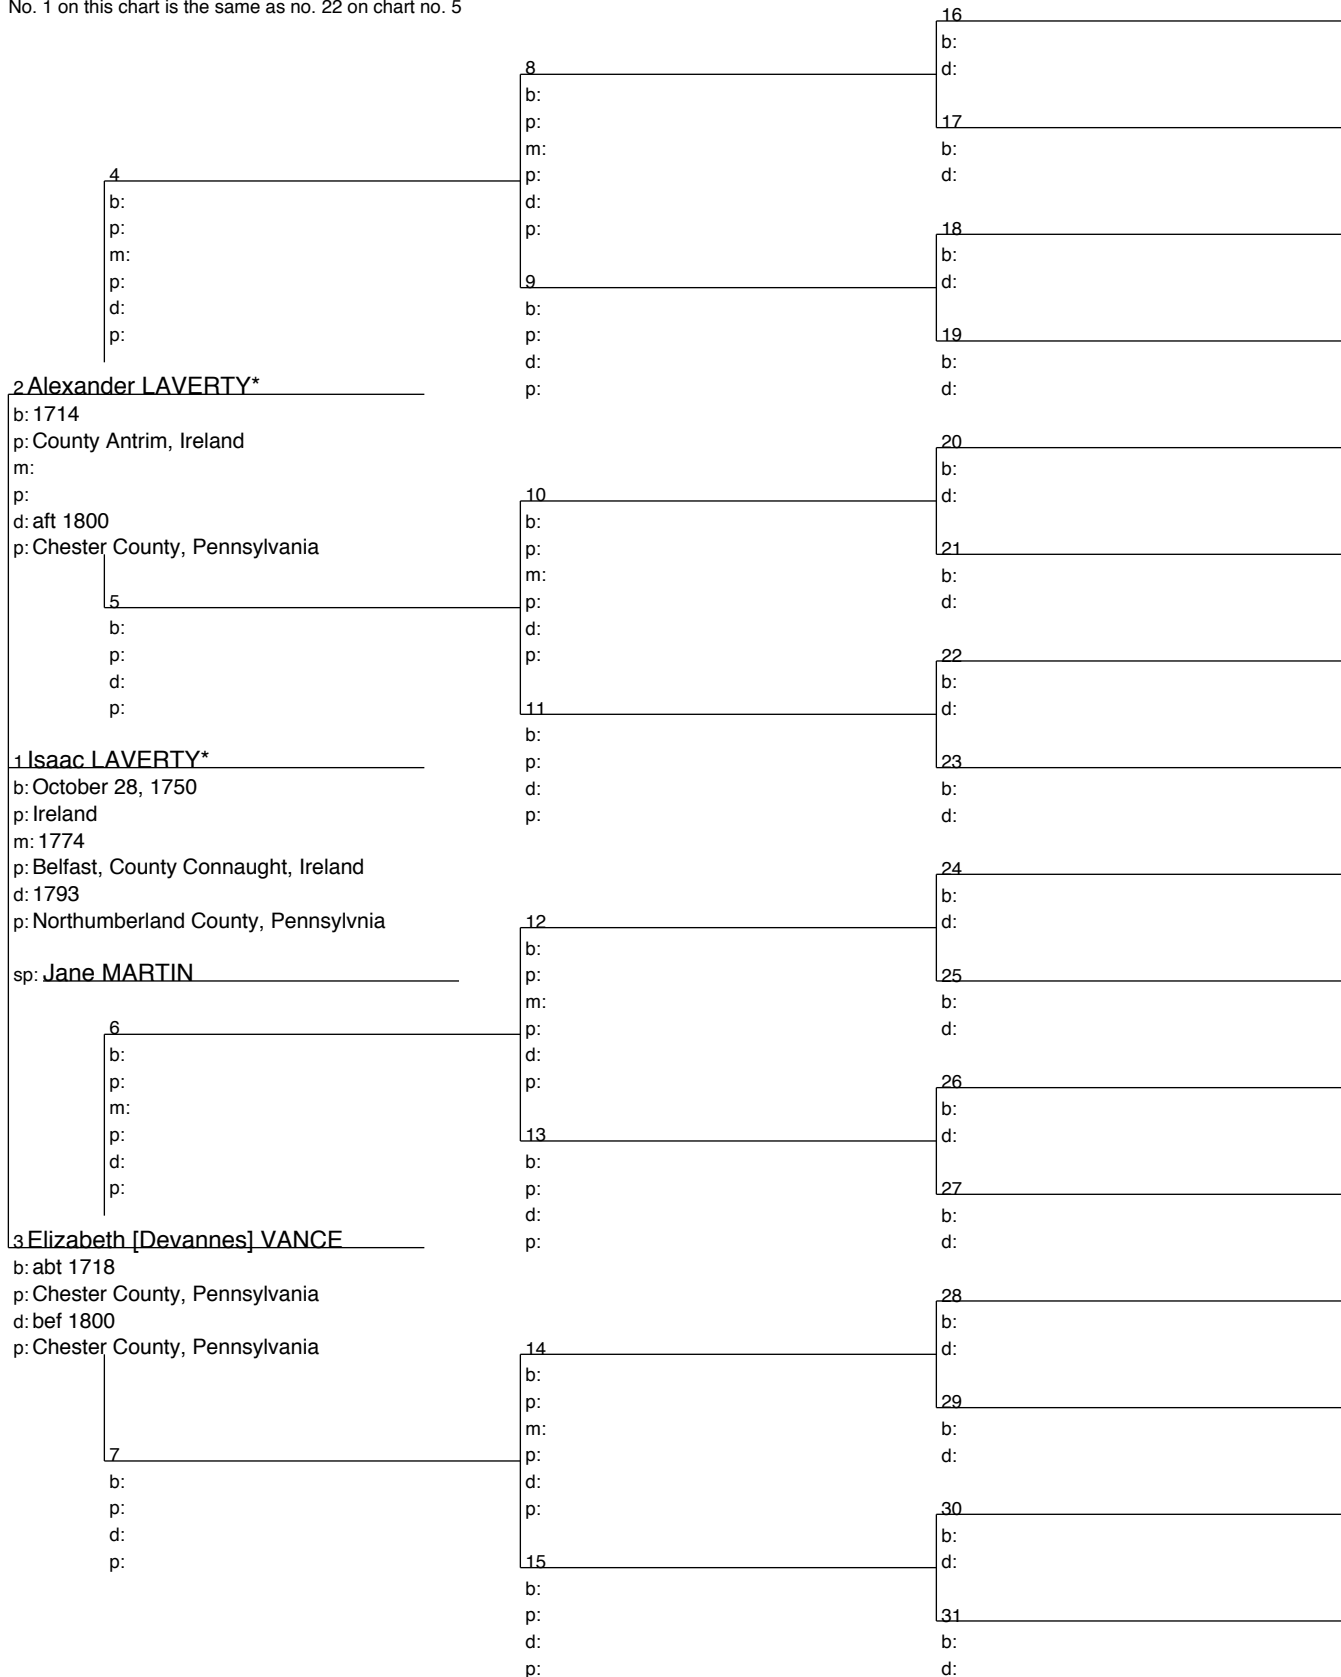 No. 1 on this chart is the same as no. 22 on chart no. 5
2 Alexander LAVERTY*
b: 1714
p: County Antrim, Ireland
m:
p:
d: aft 1800
p: Chester County, Pennsylvania
1 Isaac LAVERTY*
b: October 28, 1750
p: Ireland
m: 1774
p: Belfast, County Connaught, Ireland
d: 1793
p: Northumberland County, Pennsylvnia
sp: Jane MARTIN
3 Elizabeth [Devannes] VANCE
b: abt 1718
p: Chester County, Pennsylvania
d: bef 1800
p: Chester County, Pennsylvania
4
b:
p:
m:
p:
d:
p:
5
b:
p:
d:
p:
6
b:
p:
m:
p:
d:
p:
7
b:
p:
d:
p:
8
b:
p:
m:
p:
d:
p:
9
b:
p:
d:
p:
10
b:
p:
m:
p:
d:
p:
11
b:
p:
d:
p:
12
b:
p:
m:
p:
d:
p:
13
b:
p:
d:
p:
14
b:
p:
m:
p:
d:
p:
15
b:
p:
d:
p:
16
b:
d:
17
b:
d:
18
b:
d:
19
b:
d:
20
b:
d:
21
b:
d:
22
b:
d:
23
b:
d:
24
b:
d:
25
b:
d:
26
b:
d:
27
b:
d:
28
b:
d:
29
b:
d:
30
b:
d:
31
b:
d: